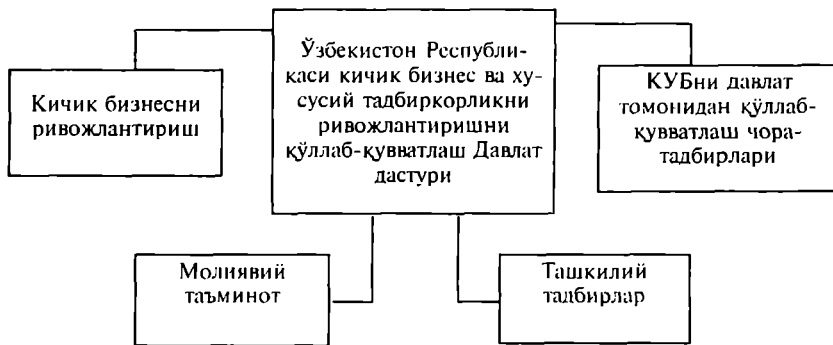 Ўзбекистон Республи-
каси кичик бизнес ва ху-
сусий тадбиркорликни
ривожлантиришни
қўллаб-қувватлаш Давлат
дастури
Кичик бизнесни
ривожлантириш
КУБни давлат
томонидан қўллаб-
қувватлаш чора-
тадбирлари
Молиявий
таъминот
Ташкилий
тадбирлар